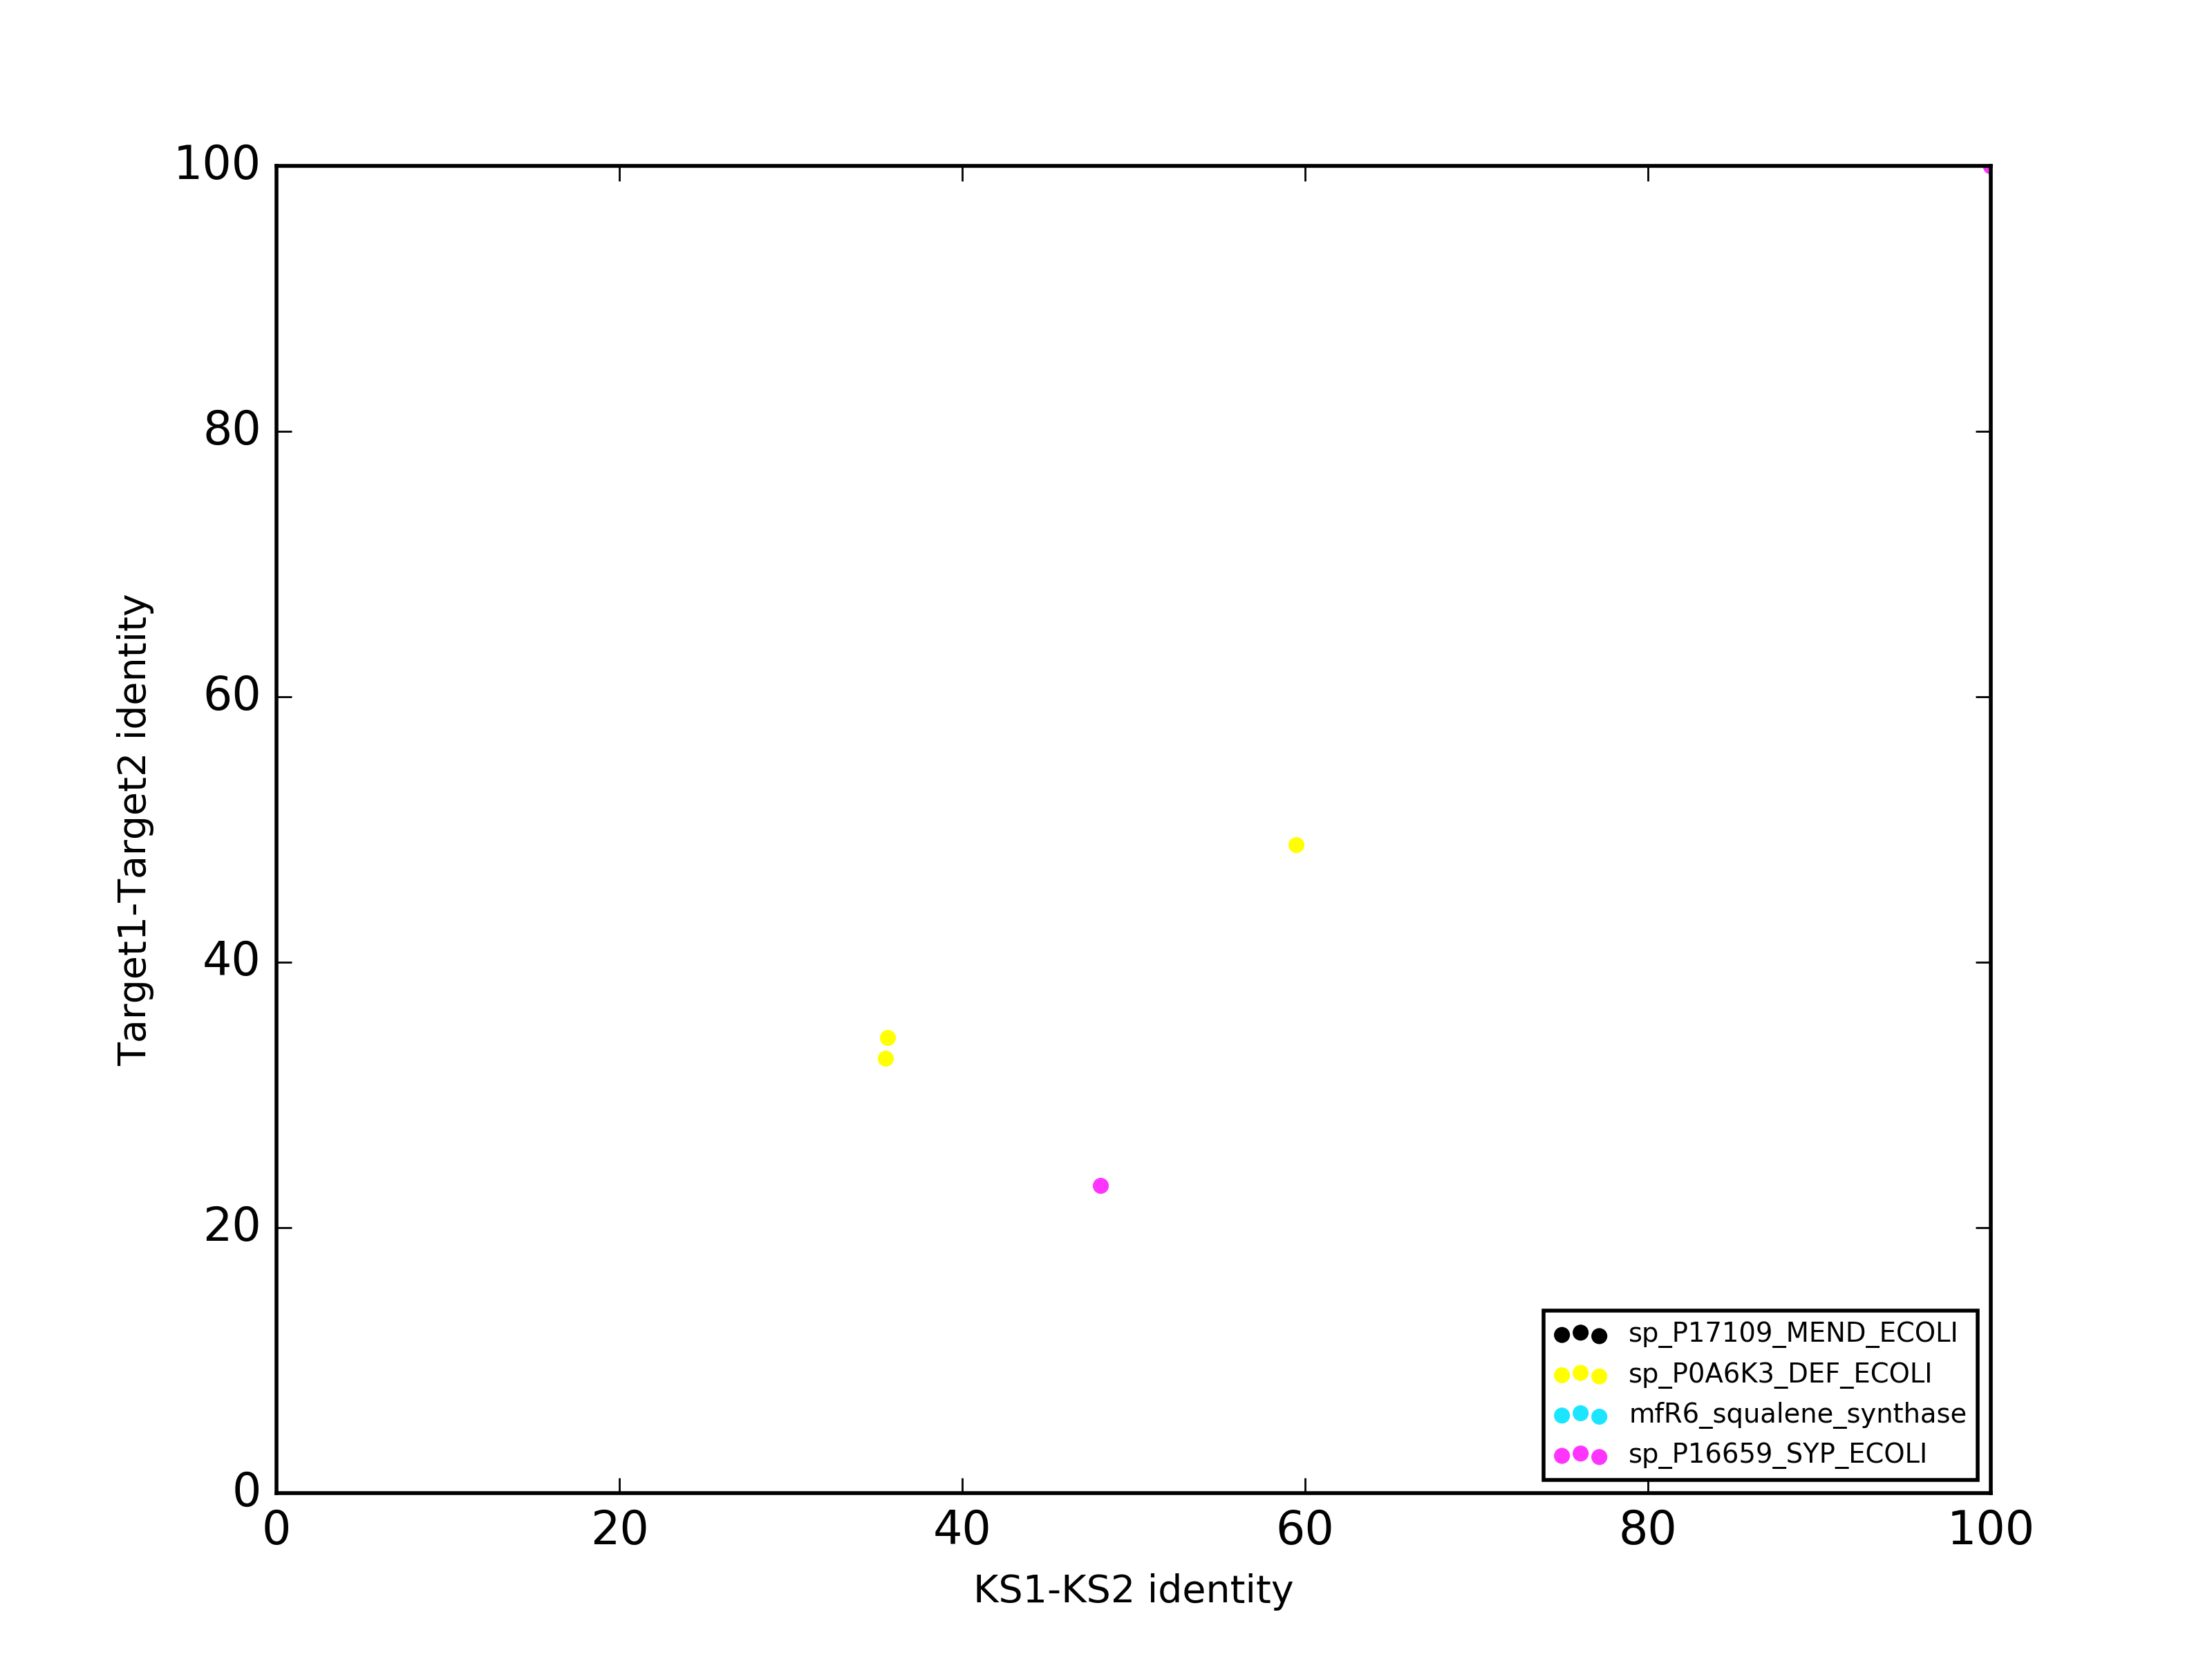 100
80
60
40
20
0
Target1-Target2 identity
sp_P17109_MEND_ECOLI
sp_P0A6K3_DEF_ECOLI
mfR6_squalene_synthase
sp_P16659_SYP_ECOLI
0 20 40 60 80 100
KS1-KS2 identity